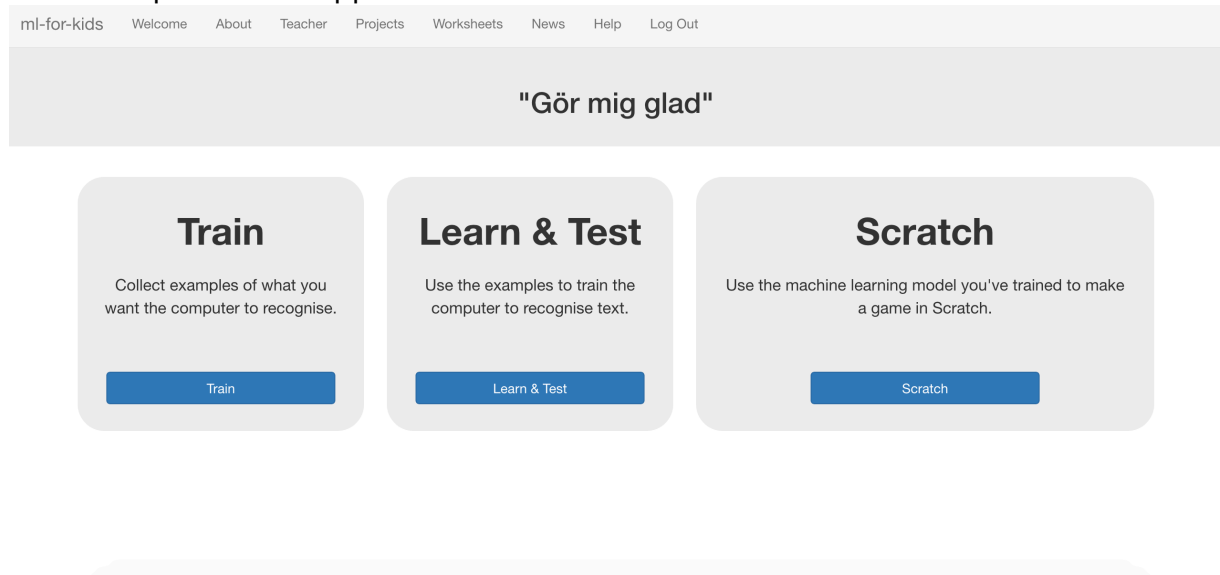 ml-for-kids Welcome About Teacher Projects Worksheets News Help Log Out
"Gör mig glad"
Train
Collect examples of what you
want the computer to recognise.
Train
Learn & Test
Use the examples to train the
computer to recognise text.
Learn & Test
Scratch
Use the machine learning model you've trained to make
a game in Scratch.
Scratch